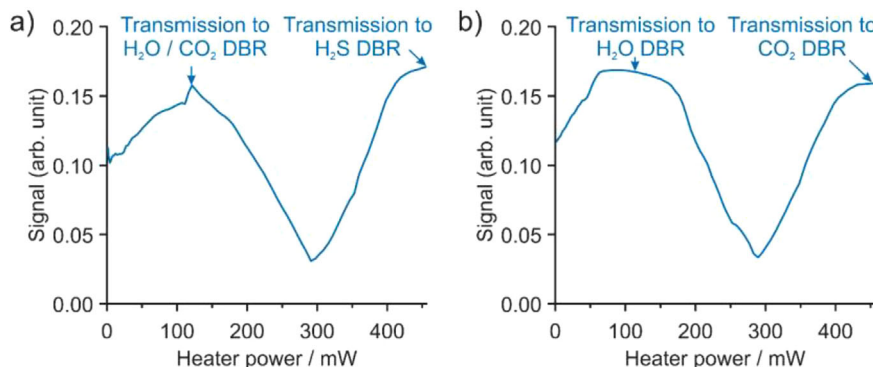 a)
Transmission to
H₂O / CO₂ DBR
Transmission to
H₂S DBR
Signal (arb. unit)
0.20
0.15
0.10
0.05
0.00
0 100 200 300 400
Heater power / mW
b)
Transmission to
H₂O DBR
Transmission to
CO₂ DBR
Signal (arb. unit)
0.20
0.15
0.10
0.05
0.00
0 100 200 300 400
Heater power / mW